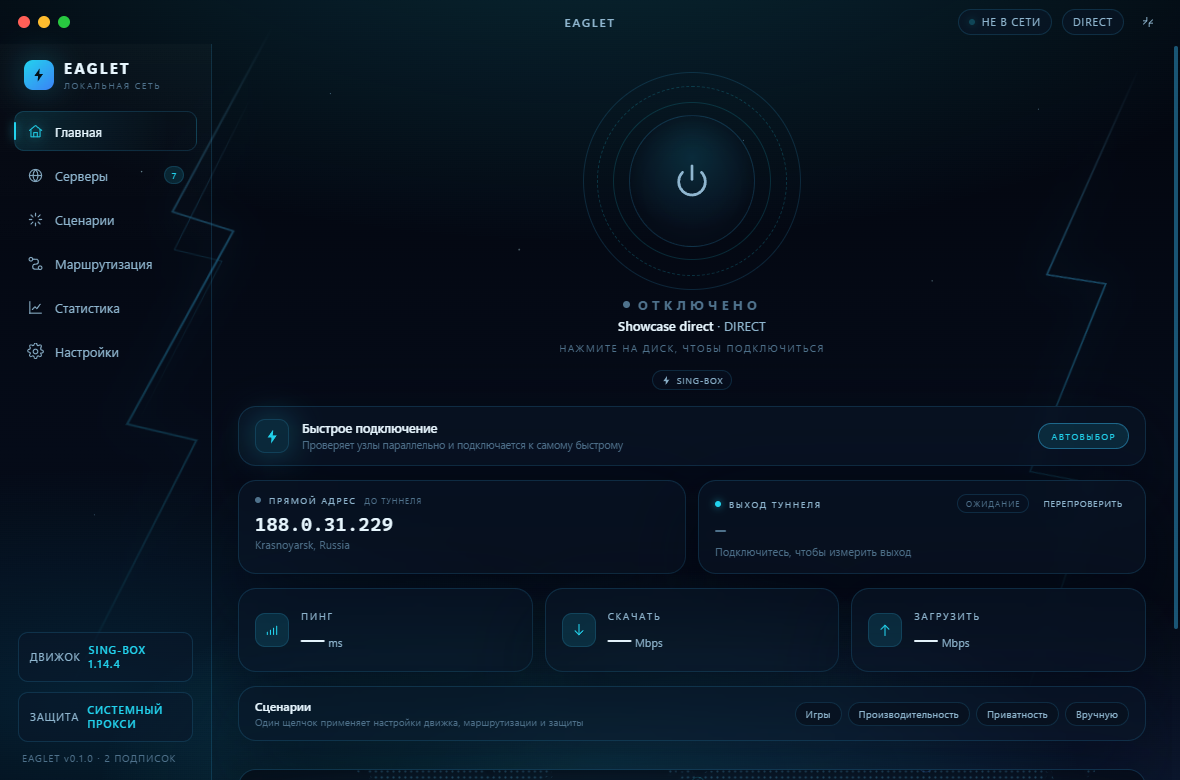 EAGLET
НЕ В СЕТИ
DIRECT
EAGLET
ЛОКАЛЬНАЯ СЕТЬ
Главная
Серверы
7
Сценарии
Маршрутизация
Статистика
Настройки
ДВИЖОК
SING-BOX
1.14.4
ЗАЩИТА
СИСТЕМНЫЙ
ПРОКСИ
EAGLET v0.1.0 · 2 ПОДПИСОК
ОТКЛЮЧЕНО
Showcase direct · DIRECT
НАЖМИТЕ НА ДИСК, ЧТОБЫ ПОДКЛЮЧИТЬСЯ
SING-BOX
Быстрое подключение
Проверяет узлы параллельно и подключается к самому быстрому
АВТОВЫБОР
ПРЯМОЙ АДРЕС ДО ТУННЕЛЯ
188.0.31.229
Krasnoyarsk, Russia
ВЫХОД ТУННЕЛЯ
ОЖИДАНИЕ
ПЕРЕПРОВЕРИТЬ
—
Подключитесь, чтобы измерить выход
ПИНГ
— ms
СКАЧАТЬ
— Mbps
ЗАГРУЗИТЬ
— Mbps
Сценарии
Один щелчок применяет настройки движка, маршрутизации и защиты
Игры
Производительность
Приватность
Вручную